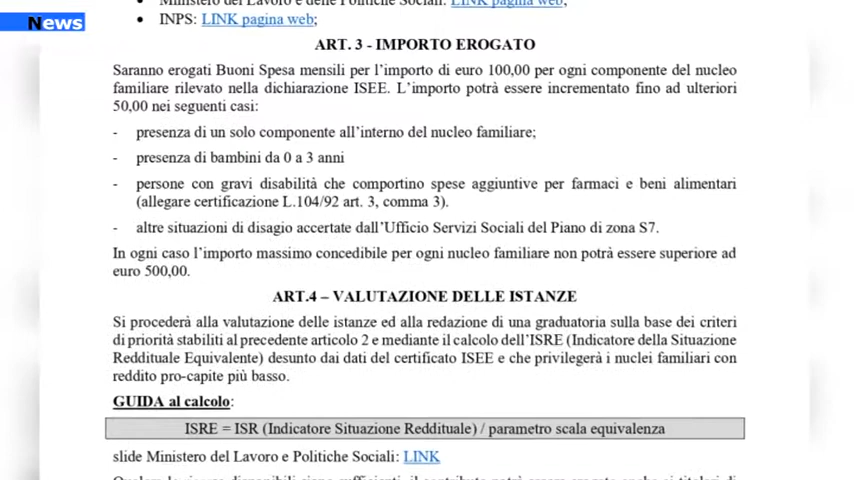 • Ministero del Lavoro e delle Politiche Sociali: LINK pagina web;
News
• INPS: LINK pagina web;
ART. 3 - IMPORTO EROGATO
Saranno erogati Buoni Spesa mensili per l’importo di euro 100,00 per ogni componente del nucleo
familiare rilevato nella dichiarazione ISEE. L’importo potrà essere incrementato fino ad ulteriori
50,00 nei seguenti casi:
- presenza di un solo componente all’interno del nucleo familiare;
- presenza di bambini da 0 a 3 anni
- persone con gravi disabilità che comportino spese aggiuntive per farmaci e beni alimentari
(allegare certificazione L.104/92 art. 3, comma 3).
- altre situazioni di disagio accertate dall’Ufficio Servizi Sociali del Piano di zona S7.
In ogni caso l’importo massimo concedibile per ogni nucleo familiare non potrà essere superiore ad
euro 500,00.
ART.4 – VALUTAZIONE DELLE ISTANZE
Si procederà alla valutazione delle istanze ed alla redazione di una graduatoria sulla base dei criteri
di priorità stabiliti al precedente articolo 2 e mediante il calcolo dell’ISRE (Indicatore della Situazione
Reddituale Equivalente) desunto dai dati del certificato ISEE e che privilegerà i nuclei familiari con
reddito pro-capite più basso.
GUIDA al calcolo:
ISRE = ISR (Indicatore Situazione Reddituale) / parametro scala equivalenza
slide Ministero del Lavoro e Politiche Sociali: LINK